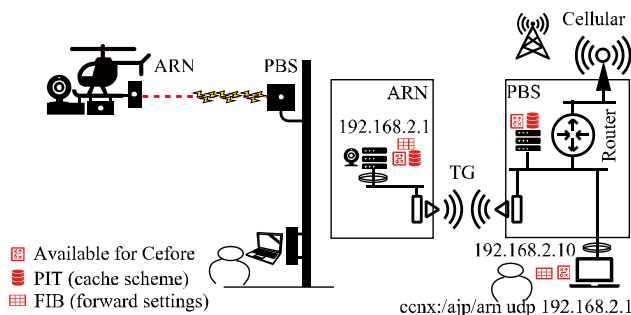 Cellular
ARN
PBS
ARN
PBS
192.168.2.1
Router
TG
192.168.2.10
Available for Cefore
PIT (cache scheme)
FIB (forward settings)
ccnx:/ajp/arn udp 192.168.2.1